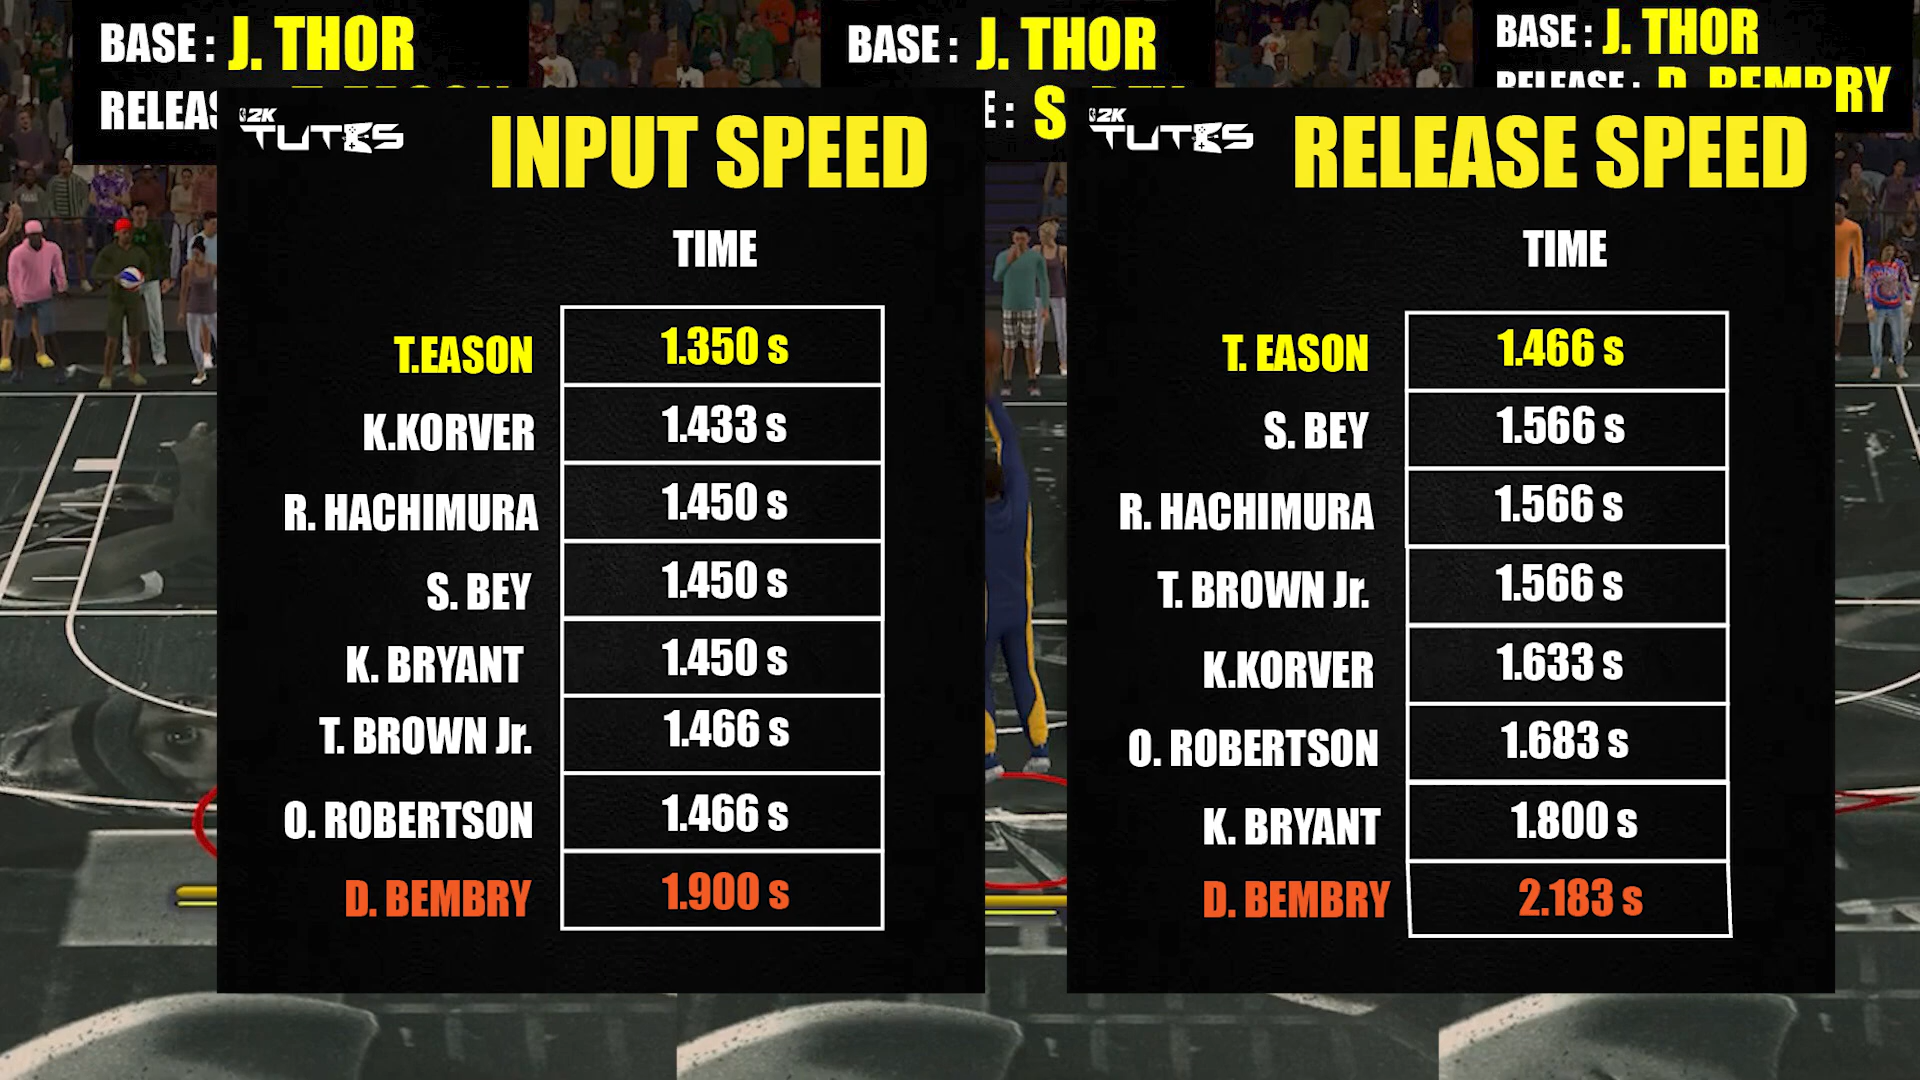 BASE : J. THOR
BASE : J. THOR
BASE : J. THOR
RELEASE : D. BEMBRY
2K
TUTES
INPUT SPEED
TIME
T.EASON 1.350 s
K.KORVER 1.433 s
R. HACHIMURA 1.450 s
S. BEY 1.450 s
K. BRYANT 1.450 s
T. BROWN Jr. 1.466 s
O. ROBERTSON 1.466 s
D. BEMBRY 1.900 s
2K
TUTES
RELEASE SPEED
TIME
T. EASON 1.466 s
S. BEY 1.566 s
R. HACHIMURA 1.566 s
T. BROWN Jr. 1.566 s
K.KORVER 1.633 s
O. ROBERTSON 1.683 s
K. BRYANT 1.800 s
D. BEMBRY 2.183 s